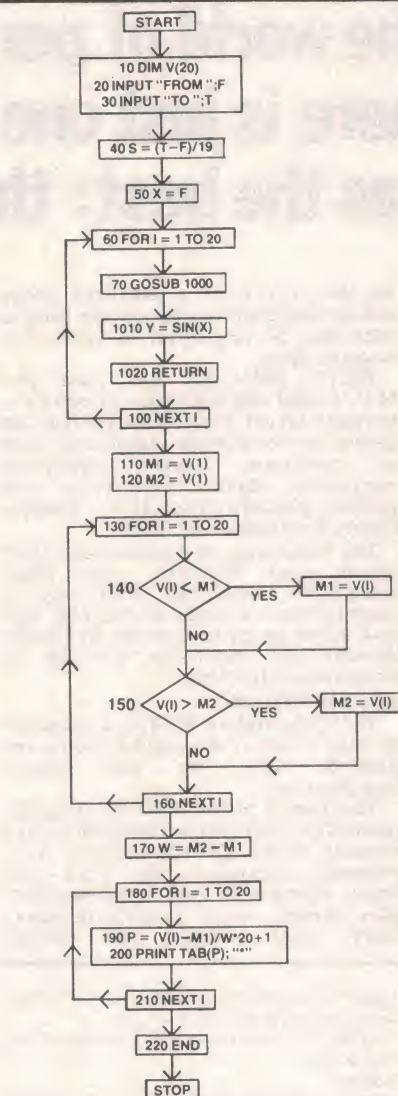 START
10 DIM V(20)
20 INPUT "FROM ";F
30 INPUT "TO ";T
40 S = (T–F)/19
50 X = F
60 FOR I = 1 TO 20
70 GOSUB 1000
1010 Y = SIN(X)
1020 RETURN
100 NEXT I
110 M1 = V(1)
120 M2 = V(1)
130 FOR I = 1 TO 20
140 V(I) < M1 YES M1 = V(I)
NO
150 V(I) > M2 YES M2 = V(I)
NO
160 NEXT I
170 W = M2 – M1
180 FOR I = 1 TO 20
190 P = (V(I)–M1)/W*20+1
200 PRINT TAB(P); "*"
210 NEXT I
220 END
STOP